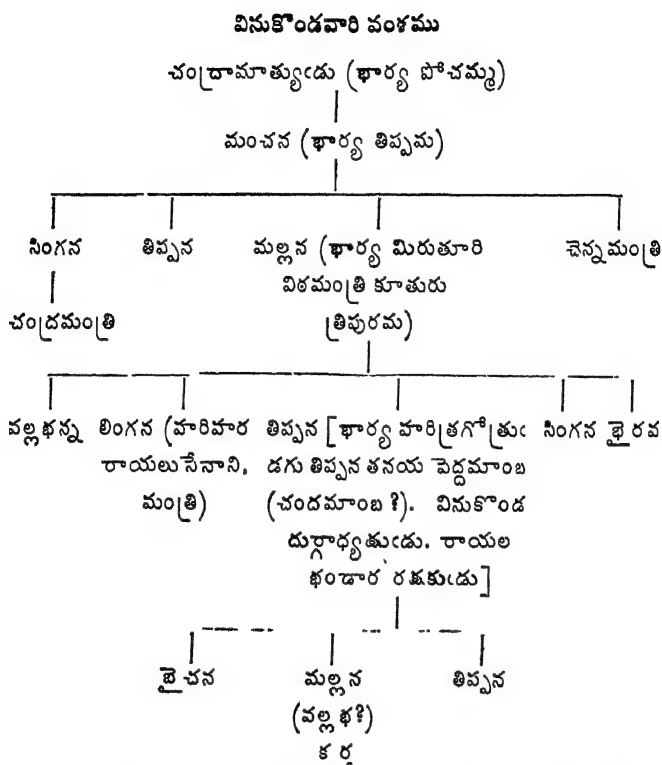 వినుకొండవారి వంశము
చంద్రామాత్యుఁడు (భార్య పోచమ్మ)
మంచన (భార్య తిప్పమ)
సింగన తిప్పన మల్లన (భార్య మిరుతూరి చెన్నమంత్రి
విఠమంత్రి కూతురు
చంద్రమంత్రి త్రిపురమ)
వల్లభన్న లింగన (హరిహర తిప్పన [భార్య హరిత్రగోత్రుఁ సింగన భైరవ
రాయలుసేనాని, డగు తిప్పన తనయ పెద్దమాంబ
మంత్రి) (చందమాంబ ?). వినుకొండ
దుర్గాధ్యక్షుఁడు. రాయల
భండార రక్షకుఁడు]
బైచన మల్లన తిప్పన
(వల్లభ?)
కర్త